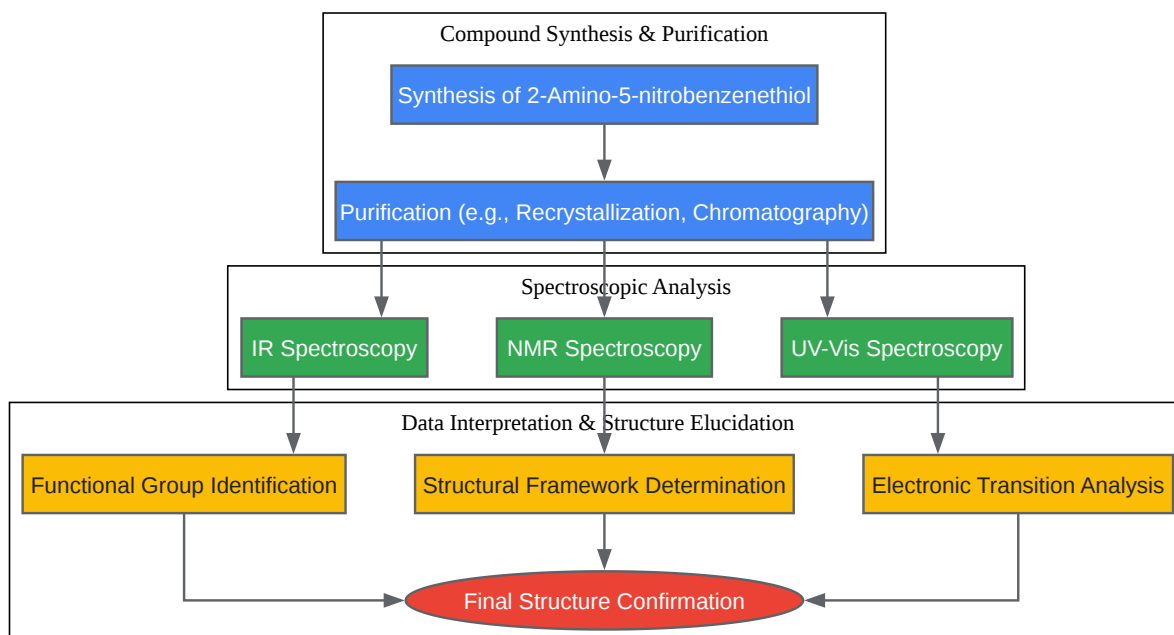 Compound Synthesis & Purification
Synthesis of 2-Amino-5-nitrobenzenethiol
Purification (e.g., Recrystallization, Chromatography)
Spectroscopic Analysis
IR Spectroscopy
NMR Spectroscopy
UV-Vis Spectroscopy
Data Interpretation & Structure Elucidation
Functional Group Identification
Structural Framework Determination
Electronic Transition Analysis
Final Structure Confirmation